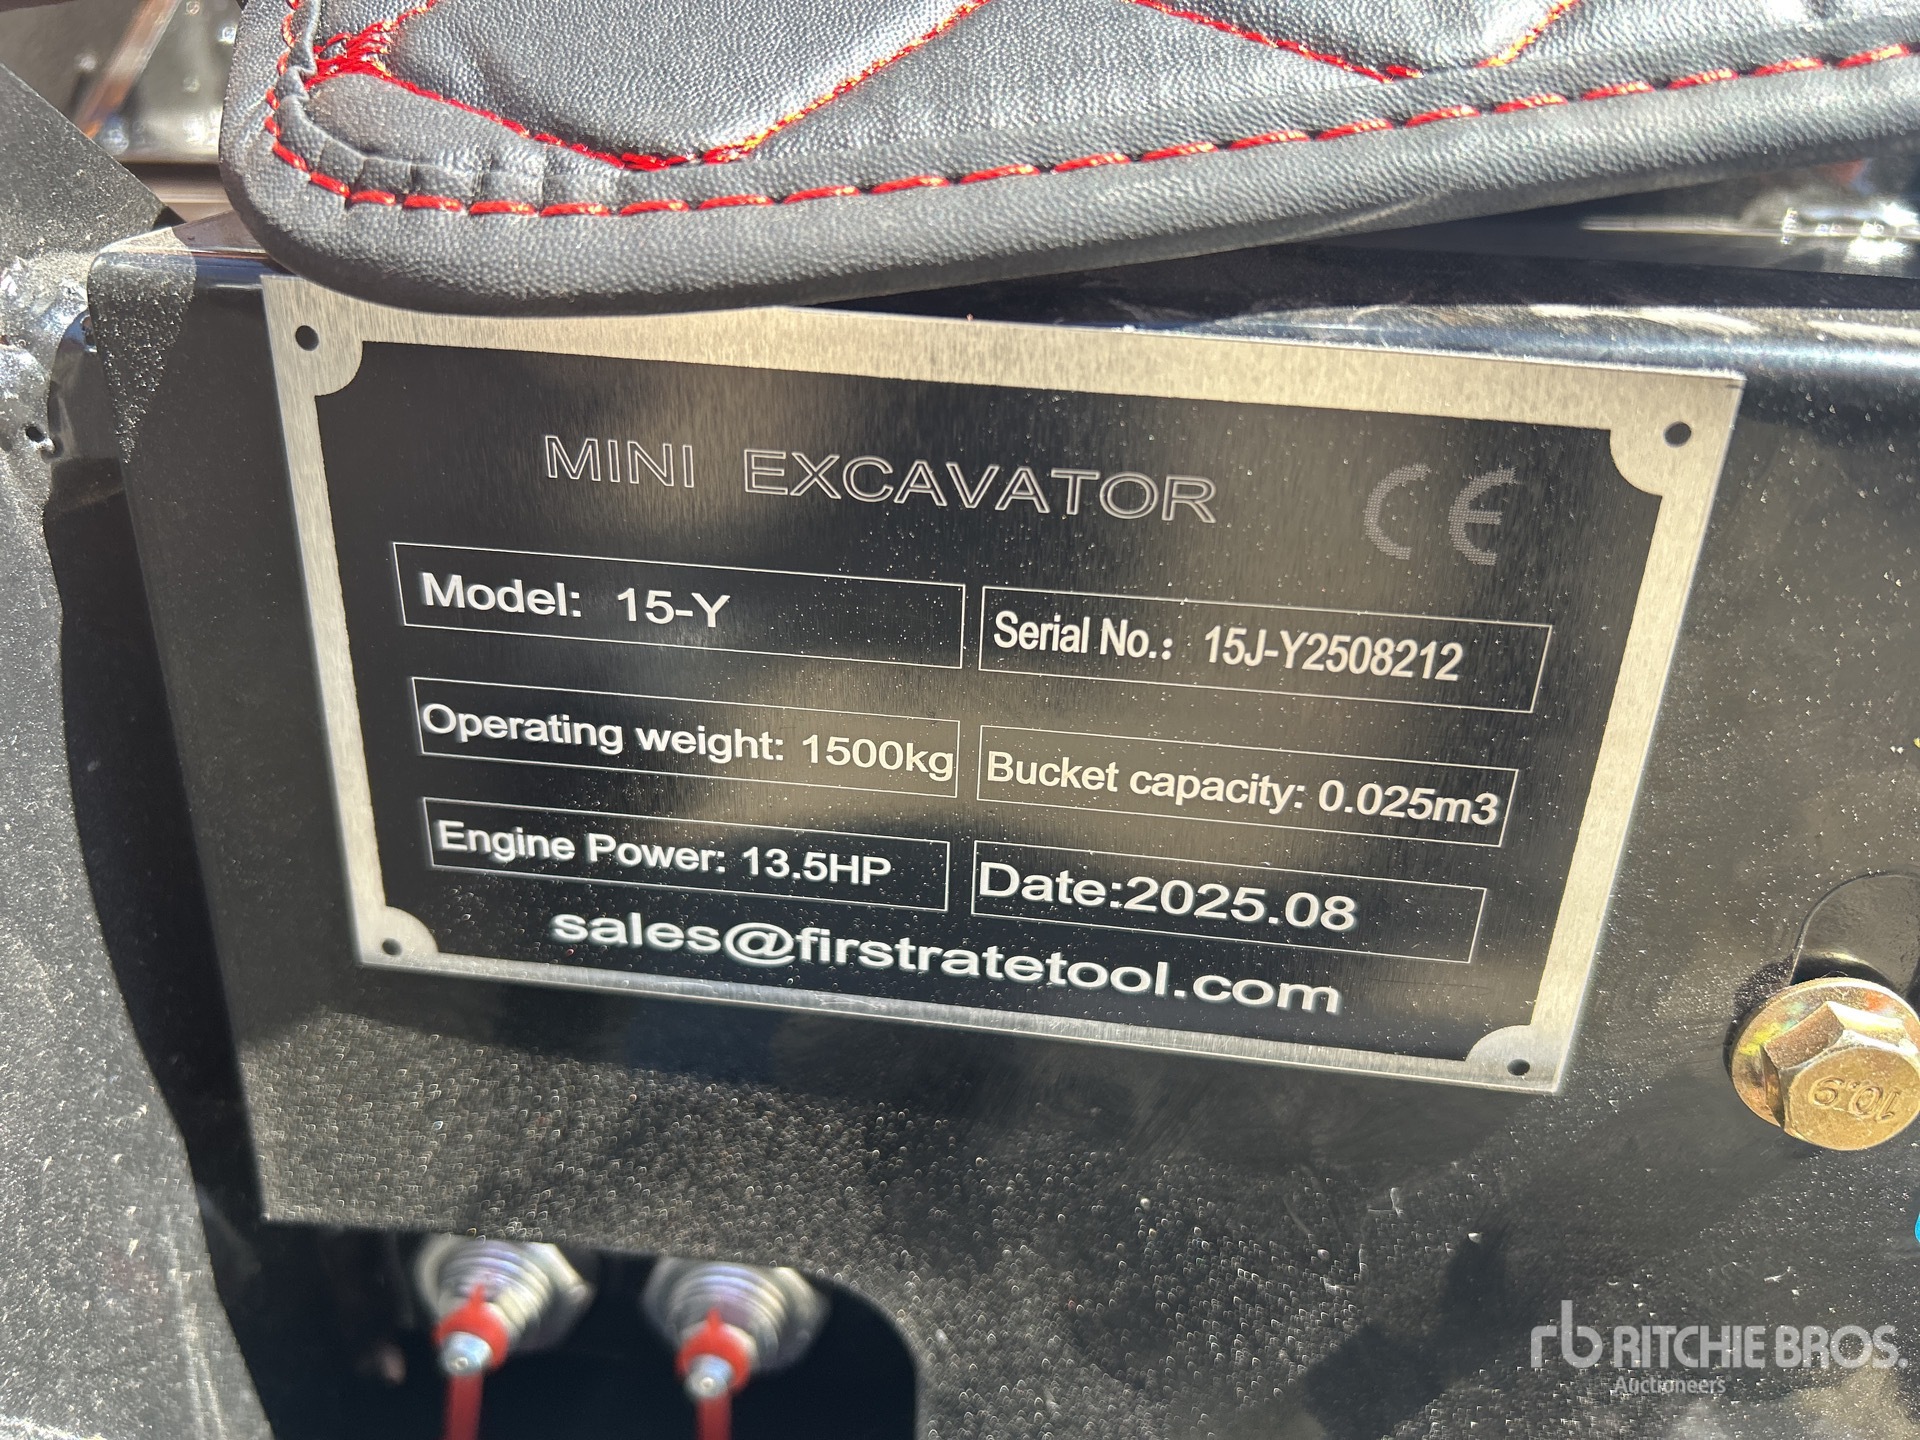 MINI EXCAVATOR CE
Model: 15-Y
Serial No.: 15J-Y2508212
Operating weight: 1500kg
Bucket capacity: 0.025m3
Engine Power: 13.5HP
Date:2025.08
sales@firstratetool.com
10.9
rb RITCHIE BROS.
Auctioneers